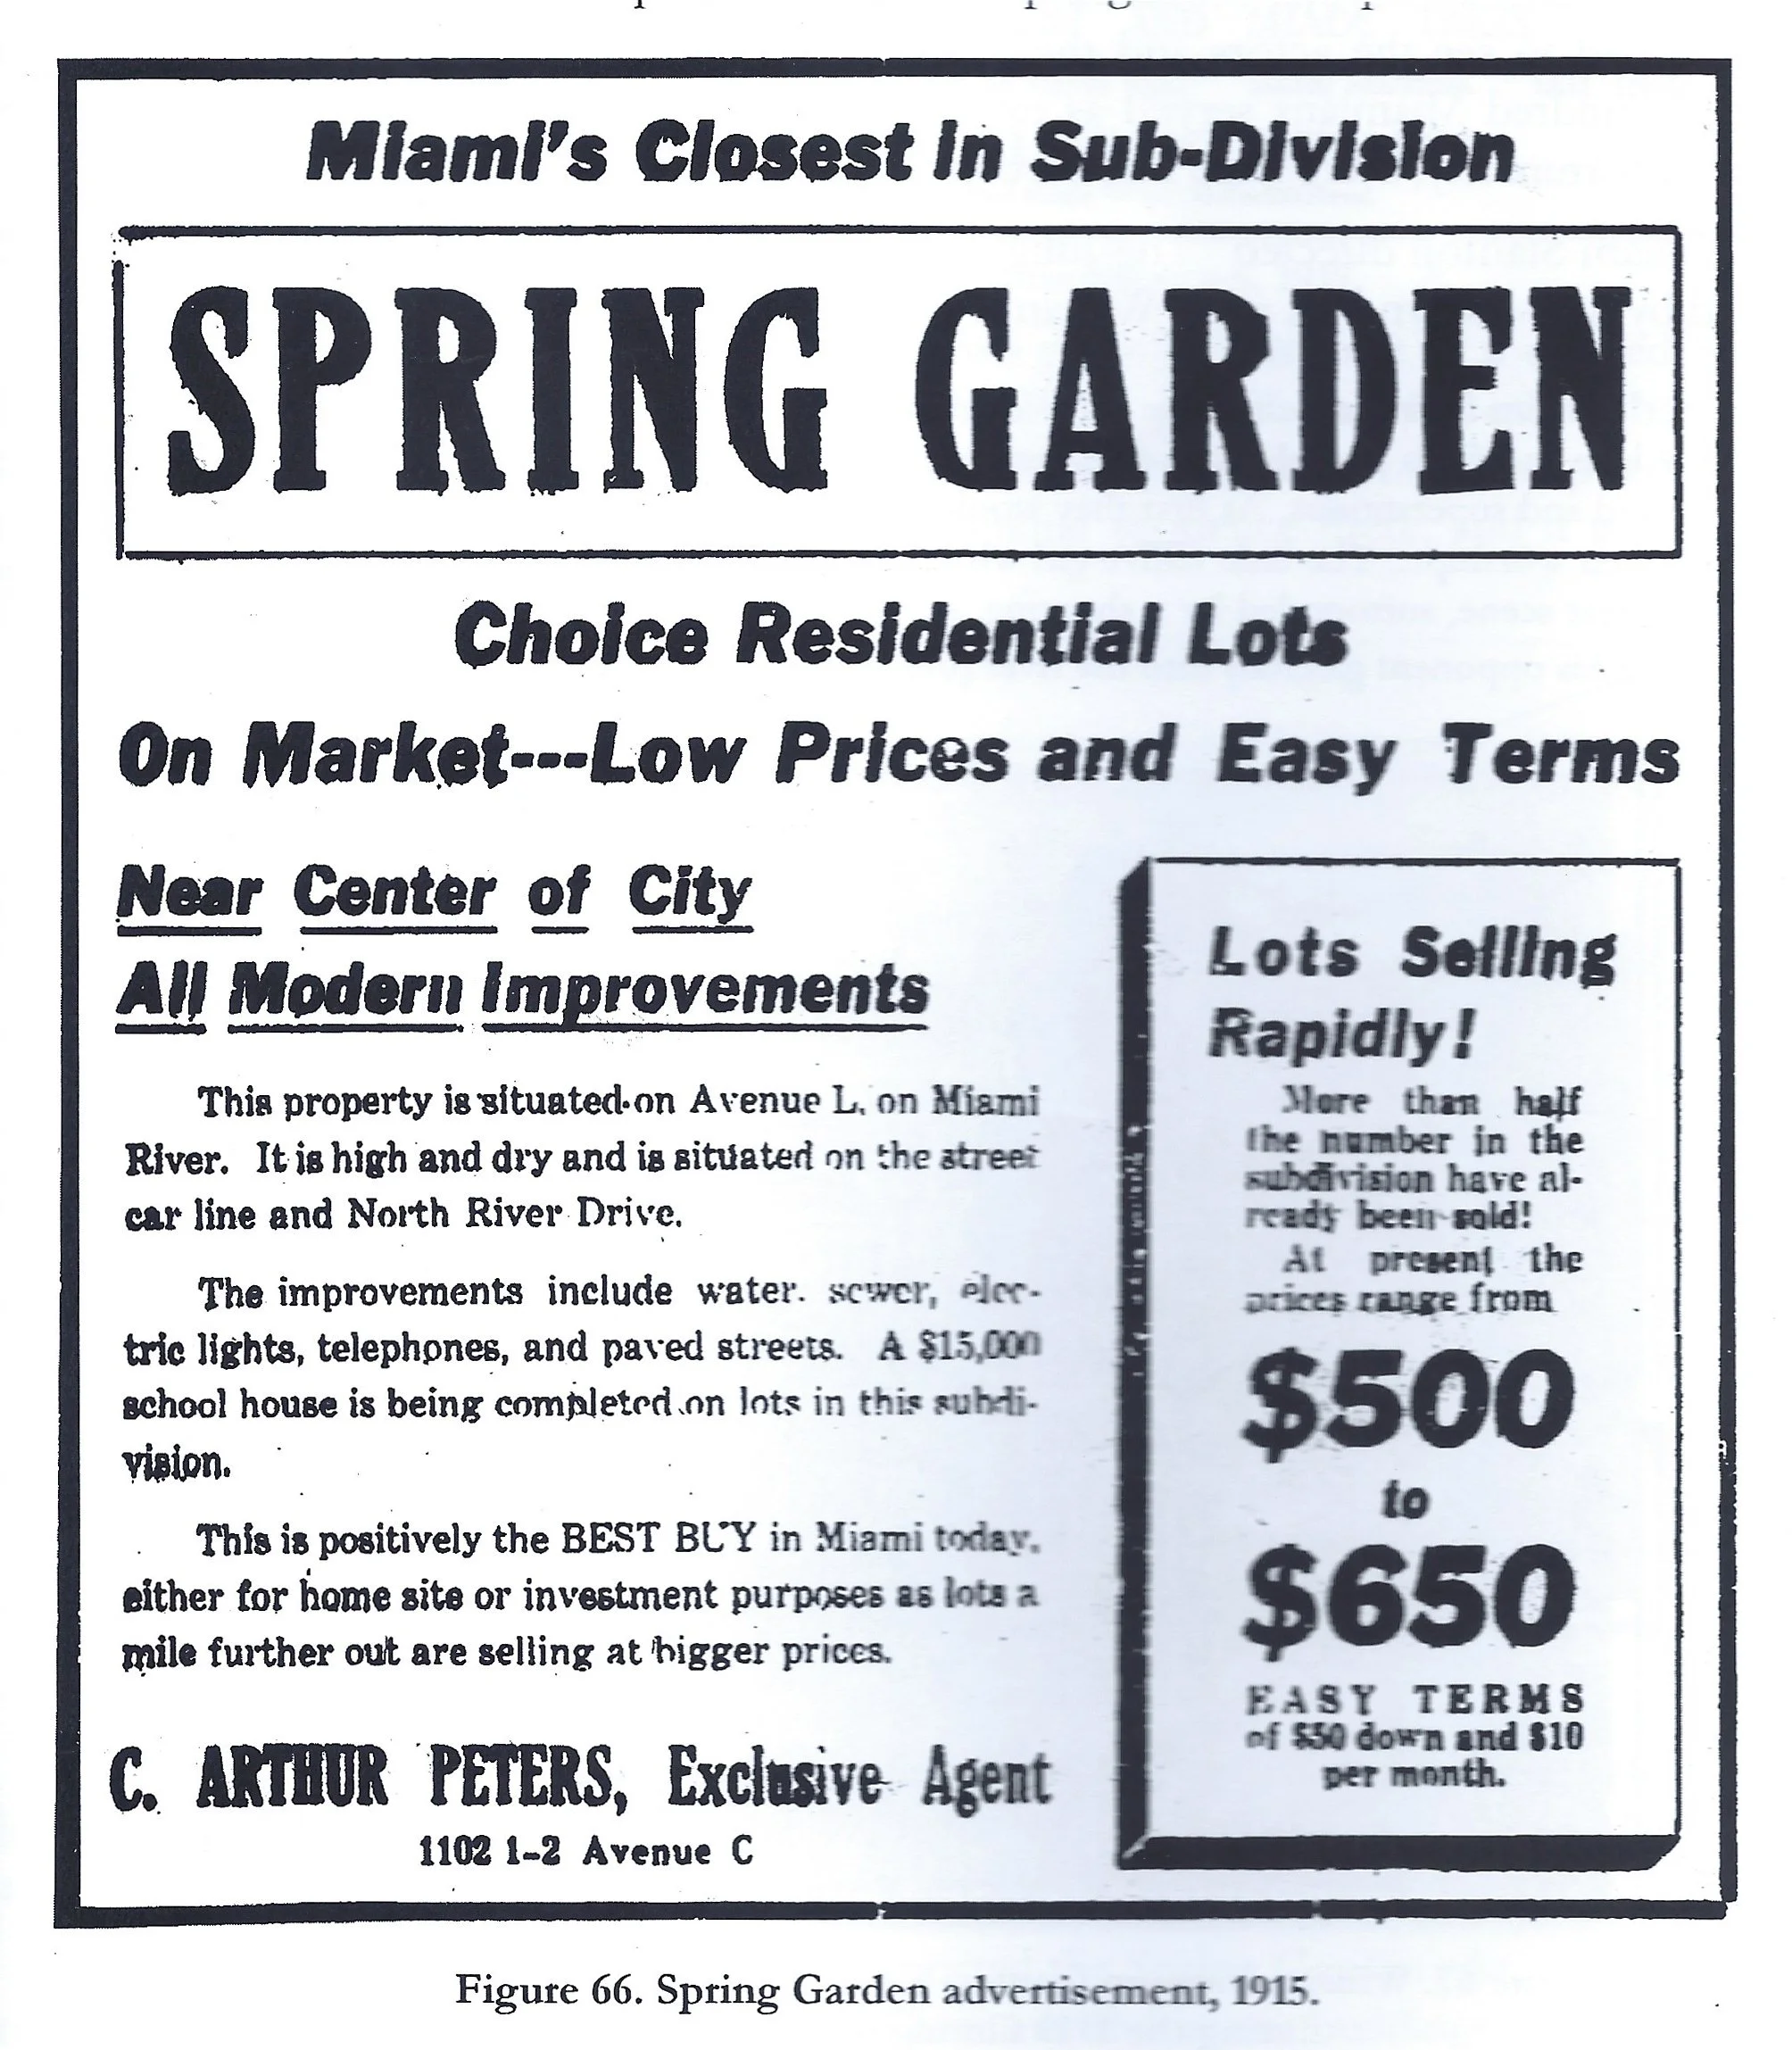 Miami's Closest in Sub-Division
SPRING GARDEN
Choice Residential Lots
On Market---Low Prices and Easy Terms
Near Center of City
All Modern Improvements
This property is situated on Avenue L, on Miami
River. It is high and dry and is situated on the street
car line and North River Drive.
The improvements include water. sewer, elec-
tric lights, telephones, and paved streets. A $15,000
school house is being completed on lots in this subdi-
vision.
This is positively the BEST BUY in Miami today,
either for home site or investment purposes as lots a
mile further out are selling at bigger prices.
C. ARTHUR PETERS, Exclusive Agent
1102 1-2 Avenue C
Lots Selling
Rapidly!
More than half
the number in the
subdivision have al-
ready been sold!
At present the
prices range from
$500
to
$650
EASY TERMS
of $50 down and $10
per month.
Figure 66. Spring Garden advertisement, 1915.